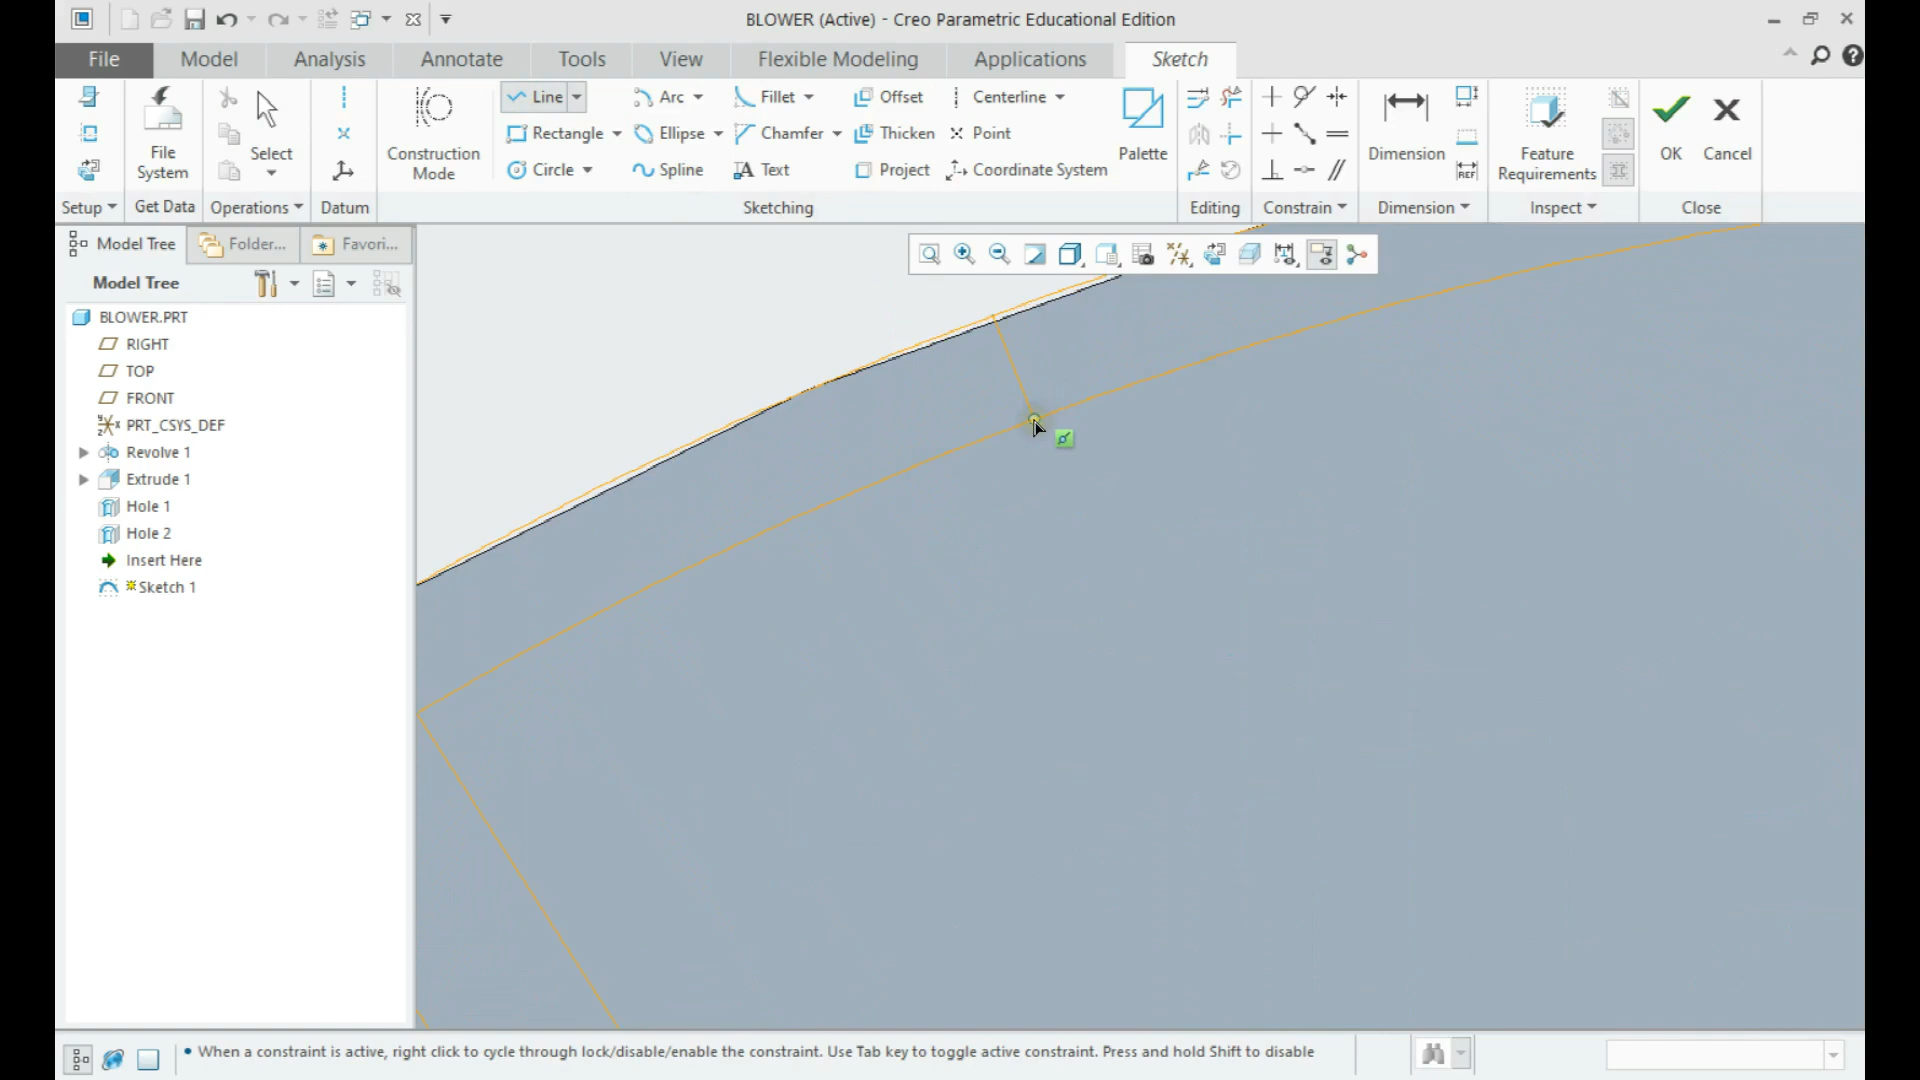 BLOWER (Active) - Creo Parametric Educational Edition
File Model Analysis Annotate Tools View Flexible Modeling Applications Sketch
Line Arc Fillet Offset Centerline
Rectangle Ellipse Chamfer Thicken Point
Circle Spline Text Project Coordinate System
File System
Select
Construction Mode
Palette
Dimension
REF
Feature Requirements
OK Cancel
Setup Get Data Operations Datum Sketching Editing Constrain Dimension Inspect Close
Model Tree Folder... Favori...
Model Tree
BLOWER.PRT
RIGHT
TOP
FRONT
PRT_CSYS_DEF
Revolve 1
Extrude 1
Hole 1
Hole 2
Insert Here
Sketch 1
When a constraint is active, right click to cycle through lock/disable/enable the constraint. Use Tab key to toggle active constraint. Press and hold Shift to disable